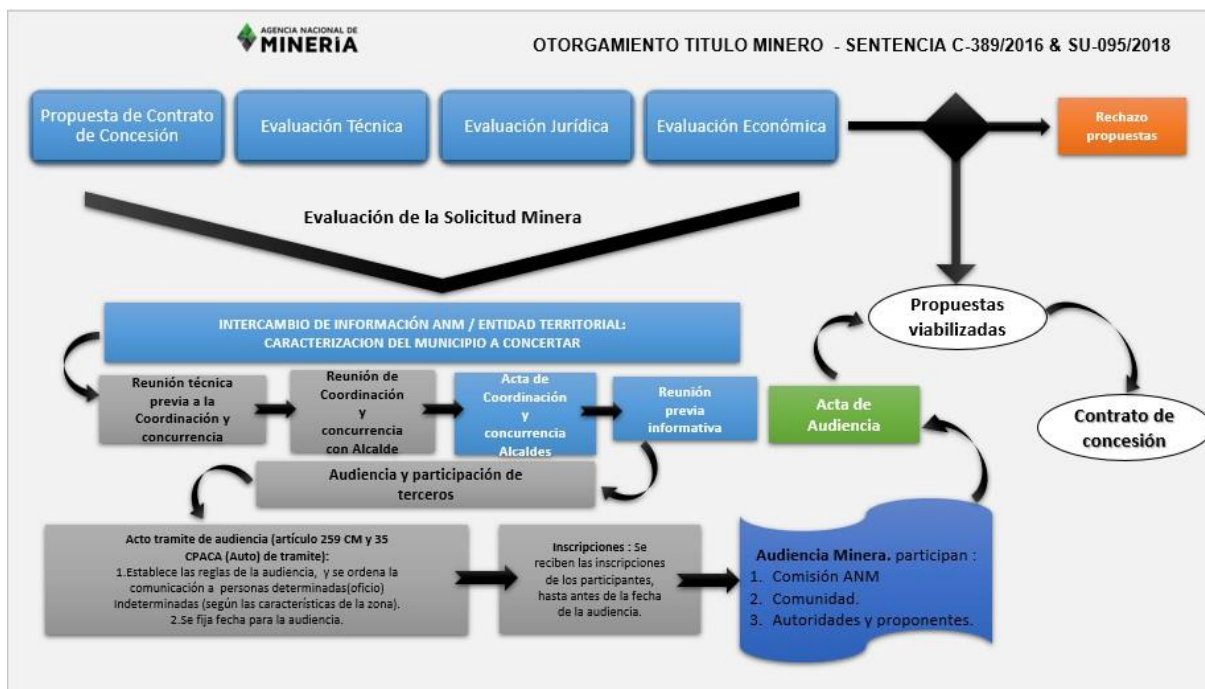 AGENCIA NACIONAL DE
MINERÍA
OTORGAMIENTO TITULO MINERO - SENTENCIA C-389/2016 & SU-095/2018
Propuesta de Contrato
de Concesión
Evaluación Técnica
Evaluación Jurídica
Evaluación Económica
Rechazo
propuestas
Evaluación de la Solicitud Minera
Propuestas
viabilizadas
INTERCAMBIO DE INFORMACIÓN ANM / ENTIDAD TERRITORIAL:
CARACTERIZACION DEL MUNICIPIO A CONCERTAR
Reunión técnica
previa a la
Coordinación y
concurrencia
Reunión de
Coordinación
y
concurrencia
con Alcalde
Acta de
Coordinación
y
concurrencia
Alcaldes
Reunión
previa
informativa
Acta de
Audiencia
Contrato de
concesión
Audiencia y participación de
terceros
Acto tramite de audiencia (artículo 259 CM y 35
CPACA (Auto) de tramite):
1.Establece las reglas de la audiencia, y se ordena la
comunicación a personas determinadas(oficio)
Indeterminadas (según las características de la zona).
2.Se fija fecha para la audiencia.
Inscripciones : Se
reciben las inscripciones
de los participantes,
hasta antes de la fecha
de la audiencia.
Audiencia Minera. participan :
1. Comisión ANM
2. Comunidad.
3. Autoridades y proponentes.